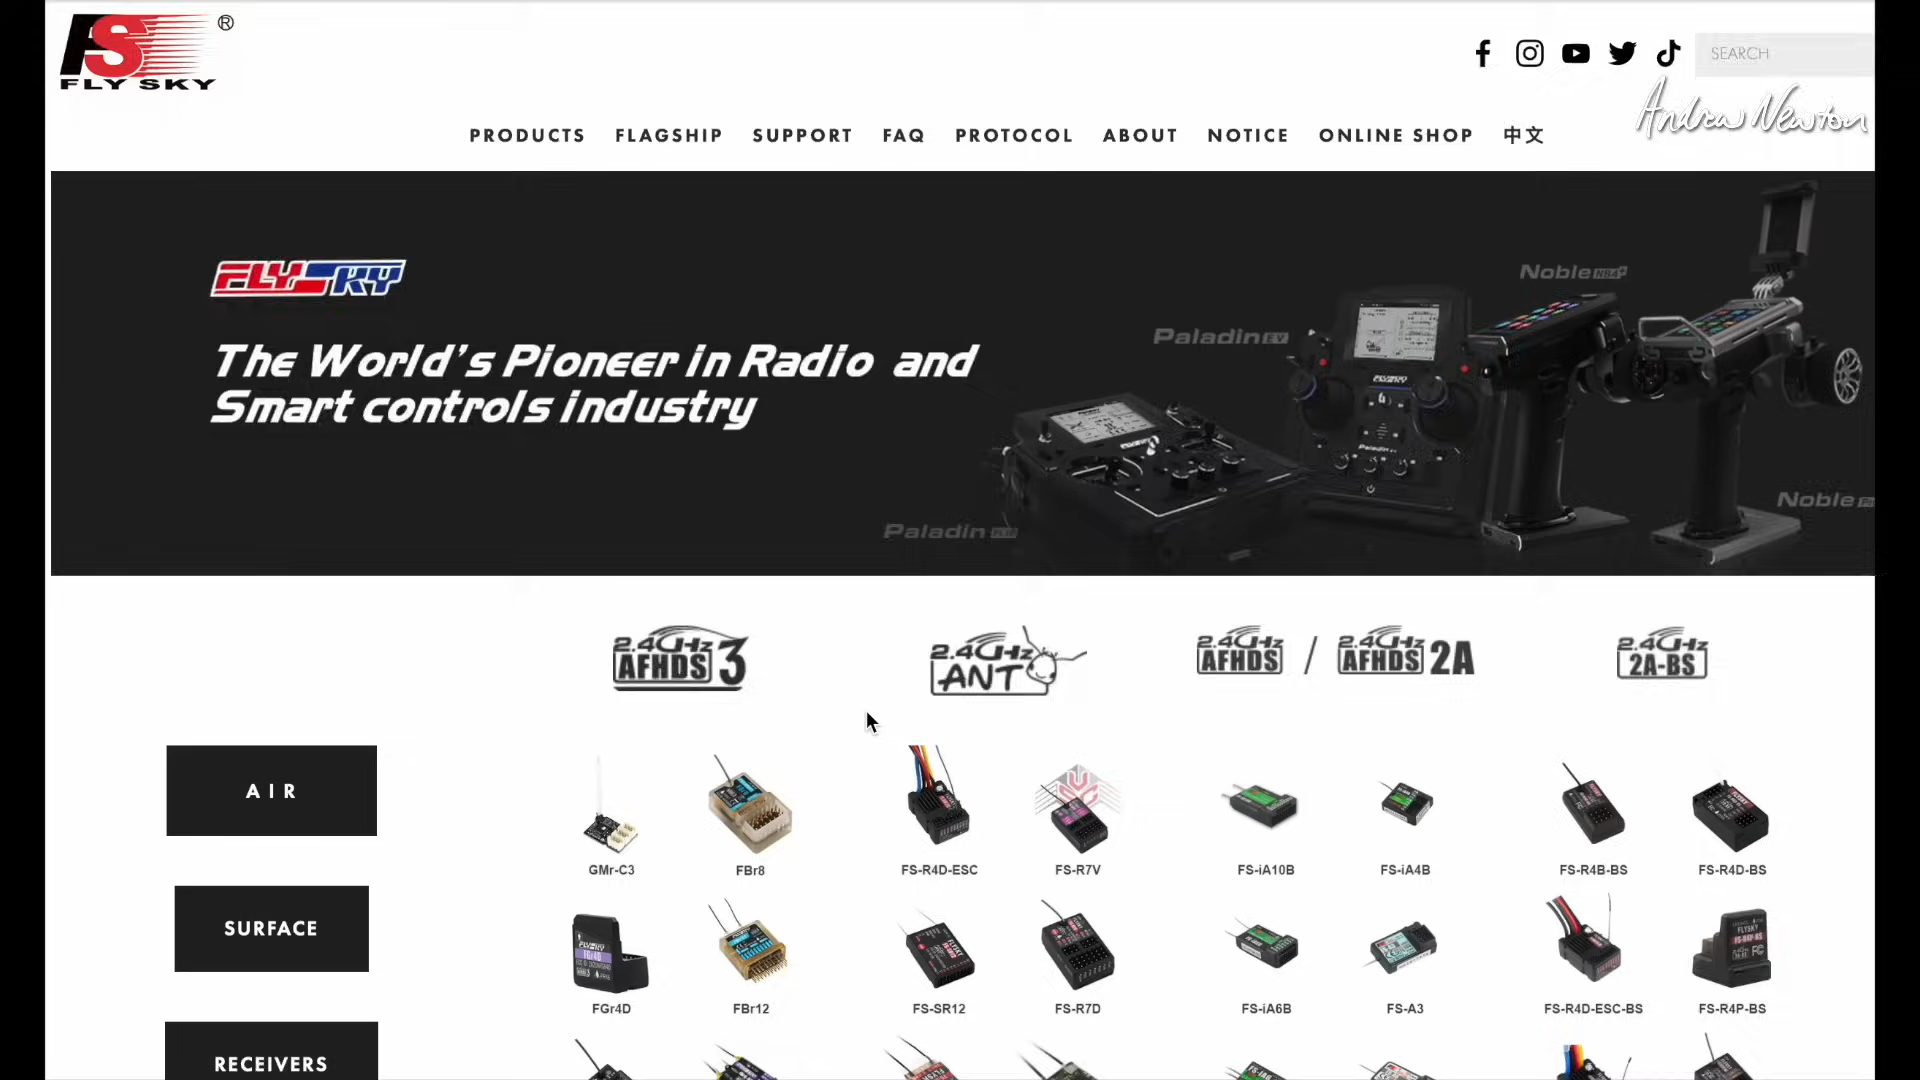 FS ®
FLY SKY
SEARCH
Andrew Newton
PRODUCTS FLAGSHIP SUPPORT FAQ PROTOCOL ABOUT NOTICE ONLINE SHOP 中文
FLYSKY
The World's Pioneer in Radio and
Smart controls industry
Noble NB4+
Paladin EV
Noble
Paladin
2.4GHz AFHDS 3
2.4GHz ANT
2.4GHz AFHDS / 2.4GHz AFHDS 2A
2.4GHz 2A-BS
AIR
GMr-C3 FBr8 FS-R4D-ESC FS-R7V FS-iA10B FS-iA4B FS-R4B-BS FS-R4D-BS
SURFACE
FGr4D FBr12 FS-SR12 FS-R7D FS-iA6B FS-A3 FS-R4D-ESC-BS FS-R4P-BS
RECEIVERS